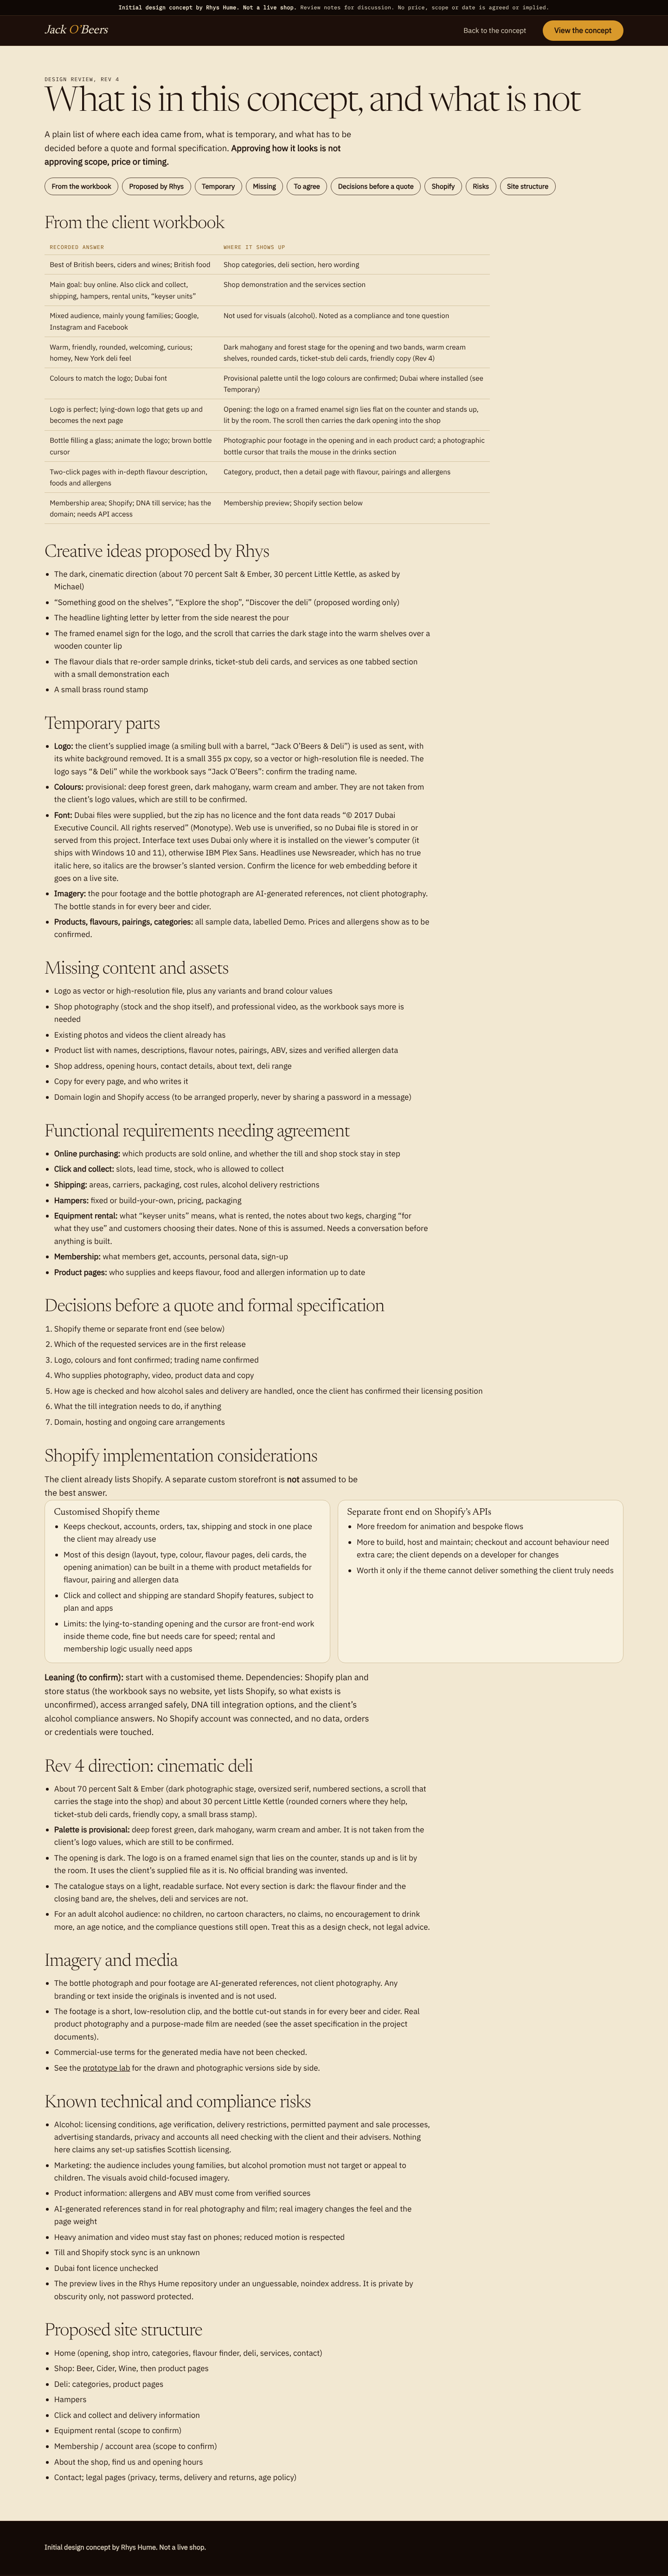 Initial design concept by Rhys Hume. Not a live shop. Review notes for discussion. No price, scope or date is agreed or implied.
Jack O’Beers
Back to the concept
View the concept
DESIGN REVIEW, REV 4
What is in this concept, and what is not
A plain list of where each idea came from, what is temporary, and what has to be
decided before a quote and formal specification. Approving how it looks is not
approving scope, price or timing.
From the workbook
Proposed by Rhys
Temporary
Missing
To agree
Decisions before a quote
Shopify
Risks
Site structure
From the client workbook
RECORDED ANSWER
WHERE IT SHOWS UP
Best of British beers, ciders and wines; British food
Shop categories, deli section, hero wording
Main goal: buy online. Also click and collect,
shipping, hampers, rental units, “keyser units”
Shop demonstration and the services section
Mixed audience, mainly young families; Google,
Instagram and Facebook
Not used for visuals (alcohol). Noted as a compliance and tone question
Warm, friendly, rounded, welcoming, curious;
homey, New York deli feel
Dark mahogany and forest stage for the opening and two bands, warm cream
shelves, rounded cards, ticket-stub deli cards, friendly copy (Rev 4)
Colours to match the logo; Dubai font
Provisional palette until the logo colours are confirmed; Dubai where installed (see
Temporary)
Logo is perfect; lying-down logo that gets up and
becomes the next page
Opening: the logo on a framed enamel sign lies flat on the counter and stands up,
lit by the room. The scroll then carries the dark opening into the shop
Bottle filling a glass; animate the logo; brown bottle
cursor
Photographic pour footage in the opening and in each product card; a photographic
bottle cursor that trails the mouse in the drinks section
Two-click pages with in-depth flavour description,
foods and allergens
Category, product, then a detail page with flavour, pairings and allergens
Membership area; Shopify; DNA till service; has the
domain; needs API access
Membership preview; Shopify section below
Creative ideas proposed by Rhys
The dark, cinematic direction (about 70 percent Salt & Ember, 30 percent Little Kettle, as asked by
Michael)
“Something good on the shelves”, “Explore the shop”, “Discover the deli” (proposed wording only)
The headline lighting letter by letter from the side nearest the pour
The framed enamel sign for the logo, and the scroll that carries the dark stage into the warm shelves over a
wooden counter lip
The flavour dials that re-order sample drinks, ticket-stub deli cards, and services as one tabbed section
with a small demonstration each
A small brass round stamp
Temporary parts
Logo: the client’s supplied image (a smiling bull with a barrel, “Jack O’Beers & Deli”) is used as sent, with
its white background removed. It is a small 355 px copy, so a vector or high-resolution file is needed. The
logo says “& Deli” while the workbook says “Jack O’Beers”: confirm the trading name.
Colours: provisional: deep forest green, dark mahogany, warm cream and amber. They are not taken from
the client’s logo values, which are still to be confirmed.
Font: Dubai files were supplied, but the zip has no licence and the font data reads “© 2017 Dubai
Executive Council. All rights reserved” (Monotype). Web use is unverified, so no Dubai file is stored in or
served from this project. Interface text uses Dubai only where it is installed on the viewer’s computer (it
ships with Windows 10 and 11), otherwise IBM Plex Sans. Headlines use Newsreader, which has no true
italic here, so italics are the browser’s slanted version. Confirm the licence for web embedding before it
goes on a live site.
Imagery: the pour footage and the bottle photograph are AI-generated references, not client photography.
The bottle stands in for every beer and cider.
Products, flavours, pairings, categories: all sample data, labelled Demo. Prices and allergens show as to be
confirmed.
Missing content and assets
Logo as vector or high-resolution file, plus any variants and brand colour values
Shop photography (stock and the shop itself), and professional video, as the workbook says more is
needed
Existing photos and videos the client already has
Product list with names, descriptions, flavour notes, pairings, ABV, sizes and verified allergen data
Shop address, opening hours, contact details, about text, deli range
Copy for every page, and who writes it
Domain login and Shopify access (to be arranged properly, never by sharing a password in a message)
Functional requirements needing agreement
Online purchasing: which products are sold online, and whether the till and shop stock stay in step
Click and collect: slots, lead time, stock, who is allowed to collect
Shipping: areas, carriers, packaging, cost rules, alcohol delivery restrictions
Hampers: fixed or build-your-own, pricing, packaging
Equipment rental: what “keyser units” means, what is rented, the notes about two kegs, charging “for
what they use” and customers choosing their dates. None of this is assumed. Needs a conversation before
anything is built.
Membership: what members get, accounts, personal data, sign-up
Product pages: who supplies and keeps flavour, food and allergen information up to date
Decisions before a quote and formal specification
1. Shopify theme or separate front end (see below)
2. Which of the requested services are in the first release
3. Logo, colours and font confirmed; trading name confirmed
4. Who supplies photography, video, product data and copy
5. How age is checked and how alcohol sales and delivery are handled, once the client has confirmed their licensing position
6. What the till integration needs to do, if anything
7. Domain, hosting and ongoing care arrangements
Shopify implementation considerations
The client already lists Shopify. A separate custom storefront is not assumed to be
the best answer.
Customised Shopify theme
Keeps checkout, accounts, orders, tax, shipping and stock in one place
the client may already use
Most of this design (layout, type, colour, flavour pages, deli cards, the
opening animation) can be built in a theme with product metafields for
flavour, pairing and allergen data
Click and collect and shipping are standard Shopify features, subject to
plan and apps
Limits: the lying-to-standing opening and the cursor are front-end work
inside theme code, fine but needs care for speed; rental and
membership logic usually need apps
Separate front end on Shopify’s APIs
More freedom for animation and bespoke flows
More to build, host and maintain; checkout and account behaviour need
extra care; the client depends on a developer for changes
Worth it only if the theme cannot deliver something the client truly needs
Leaning (to confirm): start with a customised theme. Dependencies: Shopify plan and
store status (the workbook says no website, yet lists Shopify, so what exists is
unconfirmed), access arranged safely, DNA till integration options, and the client’s
alcohol compliance answers. No Shopify account was connected, and no data, orders
or credentials were touched.
Rev 4 direction: cinematic deli
About 70 percent Salt & Ember (dark photographic stage, oversized serif, numbered sections, a scroll that
carries the stage into the shop) and about 30 percent Little Kettle (rounded corners where they help,
ticket-stub deli cards, friendly copy, a small brass stamp).
Palette is provisional: deep forest green, dark mahogany, warm cream and amber. It is not taken from the
client’s logo values, which are still to be confirmed.
The opening is dark. The logo is on a framed enamel sign that lies on the counter, stands up and is lit by
the room. It uses the client’s supplied file as it is. No official branding was invented.
The catalogue stays on a light, readable surface. Not every section is dark: the flavour finder and the
closing band are, the shelves, deli and services are not.
For an adult alcohol audience: no children, no cartoon characters, no claims, no encouragement to drink
more, an age notice, and the compliance questions still open. Treat this as a design check, not legal advice.
Imagery and media
The bottle photograph and pour footage are AI-generated references, not client photography. Any
branding or text inside the originals is invented and is not used.
The footage is a short, low-resolution clip, and the bottle cut-out stands in for every beer and cider. Real
product photography and a purpose-made film are needed (see the asset specification in the project
documents).
Commercial-use terms for the generated media have not been checked.
See the prototype lab for the drawn and photographic versions side by side.
Known technical and compliance risks
Alcohol: licensing conditions, age verification, delivery restrictions, permitted payment and sale processes,
advertising standards, privacy and accounts all need checking with the client and their advisers. Nothing
here claims any set-up satisfies Scottish licensing.
Marketing: the audience includes young families, but alcohol promotion must not target or appeal to
children. The visuals avoid child-focused imagery.
Product information: allergens and ABV must come from verified sources
AI-generated references stand in for real photography and film; real imagery changes the feel and the
page weight
Heavy animation and video must stay fast on phones; reduced motion is respected
Till and Shopify stock sync is an unknown
Dubai font licence unchecked
The preview lives in the Rhys Hume repository under an unguessable, noindex address. It is private by
obscurity only, not password protected.
Proposed site structure
Home (opening, shop intro, categories, flavour finder, deli, services, contact)
Shop: Beer, Cider, Wine, then product pages
Deli: categories, product pages
Hampers
Click and collect and delivery information
Equipment rental (scope to confirm)
Membership / account area (scope to confirm)
About the shop, find us and opening hours
Contact; legal pages (privacy, terms, delivery and returns, age policy)
Initial design concept by Rhys Hume. Not a live shop.